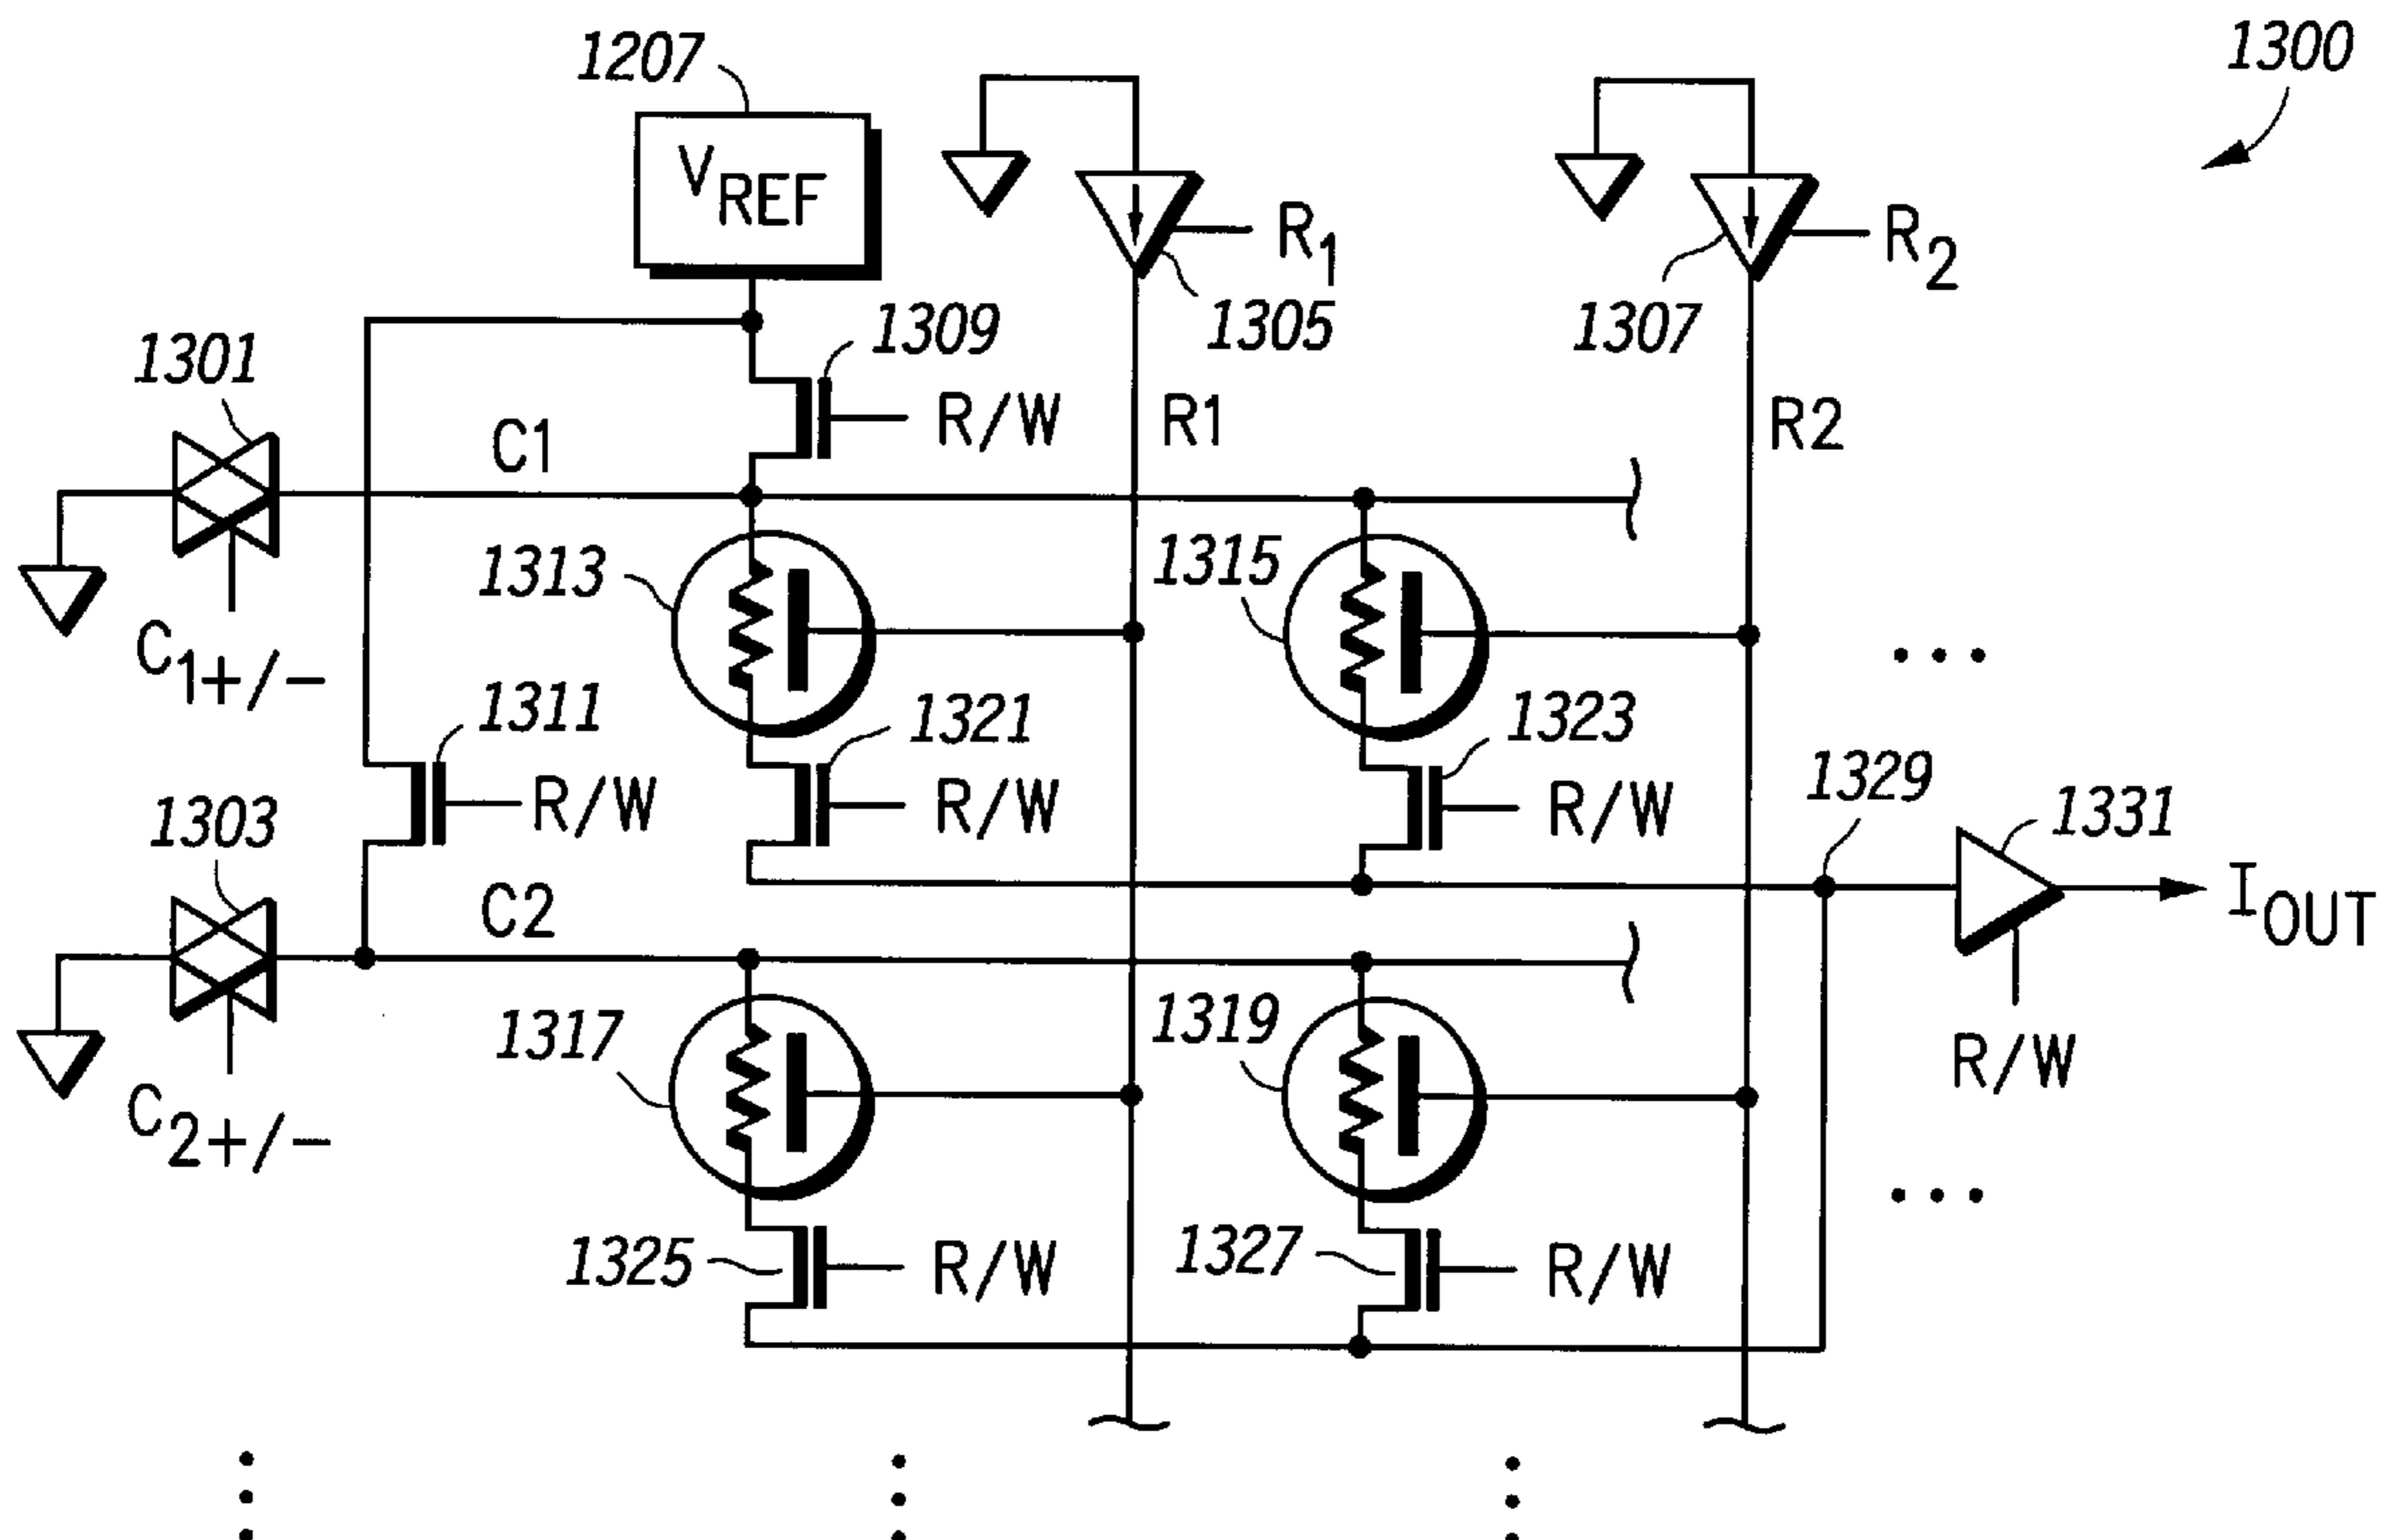 1207
1300
VREF
R1
R2
1305
1307
1309
1301
R/W
R1
R2
C1
1313
1315
C1+/-
1311
1321
1323
1329
1331
R/W
R/W
R/W
1303
C2
IOUT
1317
1319
R/W
C2+/-
1325
R/W
1327
R/W